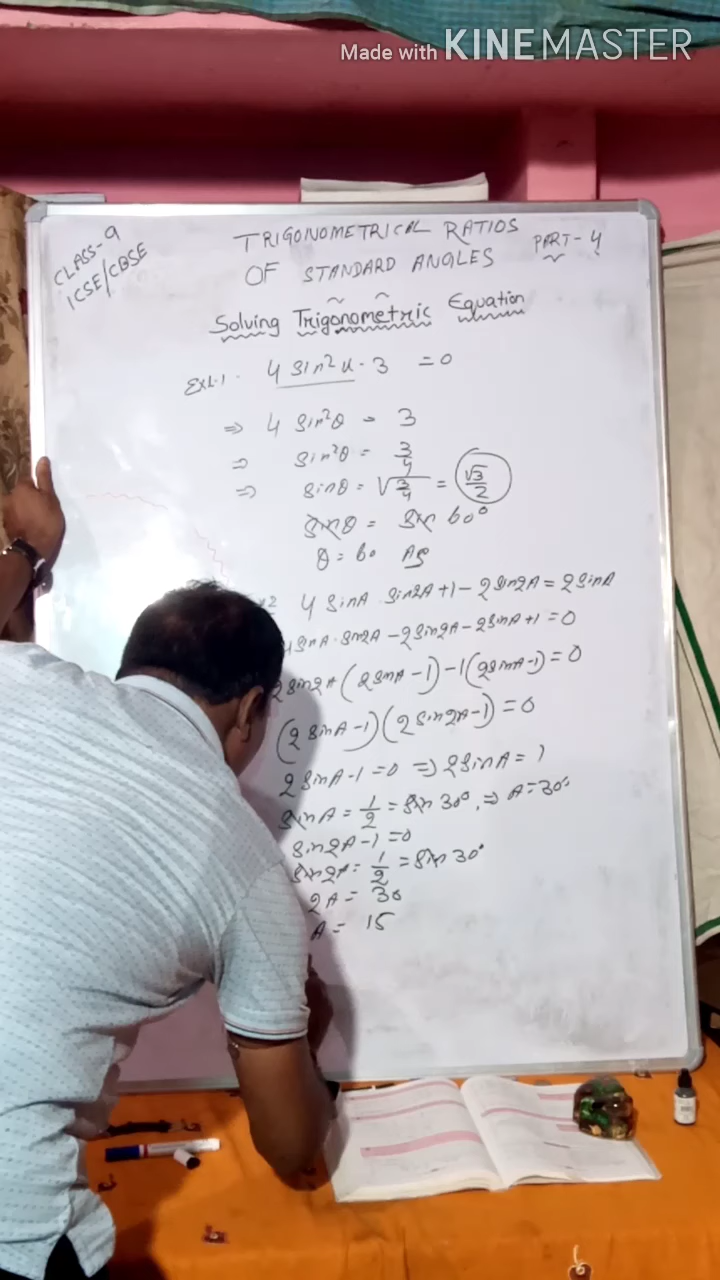 Made with KINEMASTER
CLASS-9
ICSE/CBSE
TRIGONOMETRICAL RATIOS
OF STANDARD ANGLES PART-4
Solving Trigonometric Equation
4 sin²x - 3 = 0
⇒ 4 sin²θ = 3
⇒ sin²θ = 3/4
⇒ sinθ = √3/4 = √3/2
sinθ = sin 60°
θ = 60 As
4 sinA sin2A + 1 - 2 sin2A = 2 sinA
4 sinA sin2A - 2 sin2A - 2 sinA + 1 = 0
2 sin2A (2 sinA - 1) - 1 (2 sinA - 1) = 0
(2 sinA - 1) (2 sin2A - 1) = 0
2 sinA - 1 = 0 ⇒ 2 sinA = 1
sinA = 1/2 = sin 30°, ⇒ A = 30°
sin2A - 1 = 0
sin2A = 1/2 = sin 30°
2A = 30
A = 15